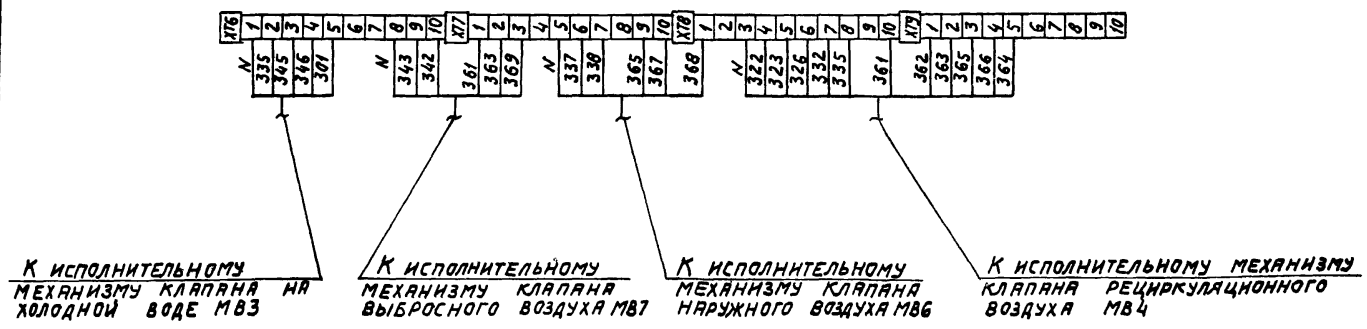 XT6 1 2 3 4 5 6 7 8 9 10 XT7 1 2 3 4 5 6 7 8 9 10 XT8 1 2 3 4 5 6 7 8 9 10 XT9 1 2 3 4 5 6 7 8 9 10
N 335 345 346 301 N 343 342 361 363 369 N 337 338 365 367 368 N 322 323 326 332 335 361 362 363 365 366 364
К ИСПОЛНИТЕЛЬНОМУ
МЕХАНИЗМУ КЛАПАНА НА
ХОЛОДНОЙ ВОДЕ МВ3
К ИСПОЛНИТЕЛЬНОМУ
МЕХАНИЗМУ КЛАПАНА
ВЫБРОСНОГО ВОЗДУХА МВ7
К ИСПОЛНИТЕЛЬНОМУ
МЕХАНИЗМУ КЛАПАНА
НАРУЖНОГО ВОЗДУХА МВ6
К ИСПОЛНИТЕЛЬНОМУ МЕХАНИЗМУ
КЛАПАНА РЕЦИРКУЛЯЦИОННОГО
ВОЗДУХА МВ4